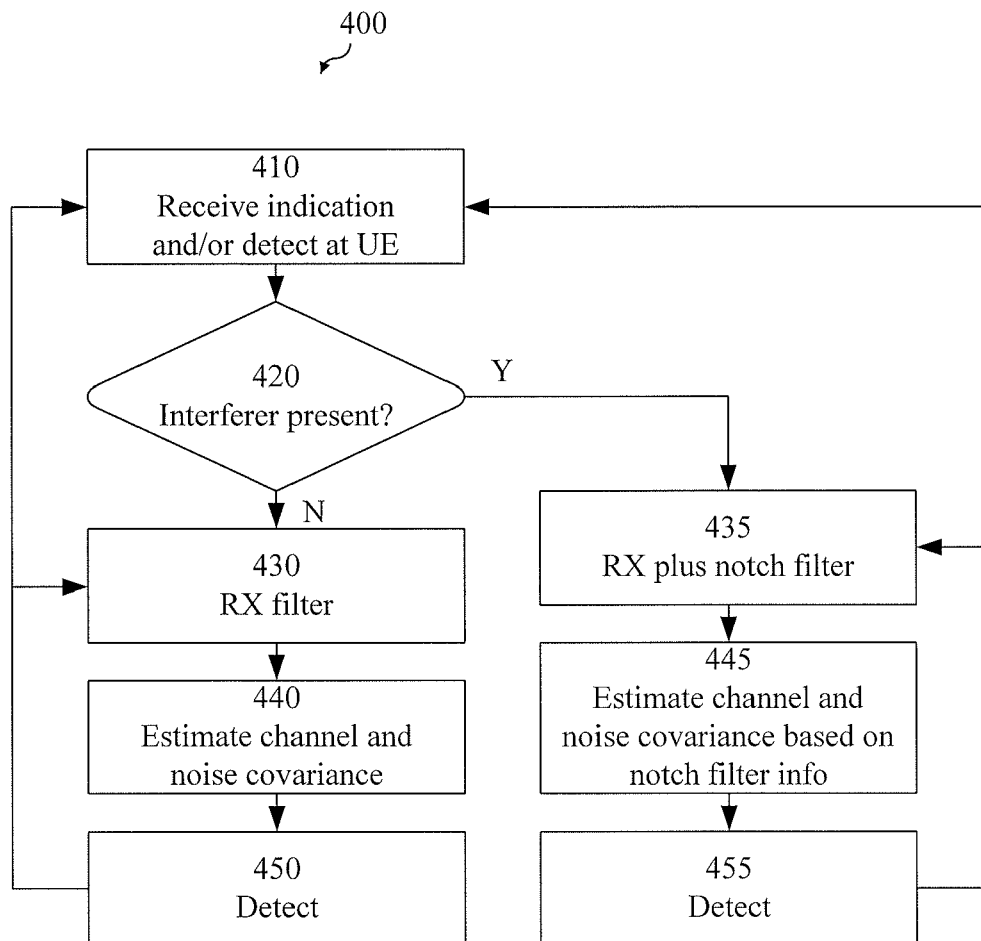 400
410
Receive indication
and/or detect at UE
420
Interferer present?
Y
N
430
RX filter
435
RX plus notch filter
440
Estimate channel and
noise covariance
445
Estimate channel and
noise covariance based on
notch filter info
450
Detect
455
Detect